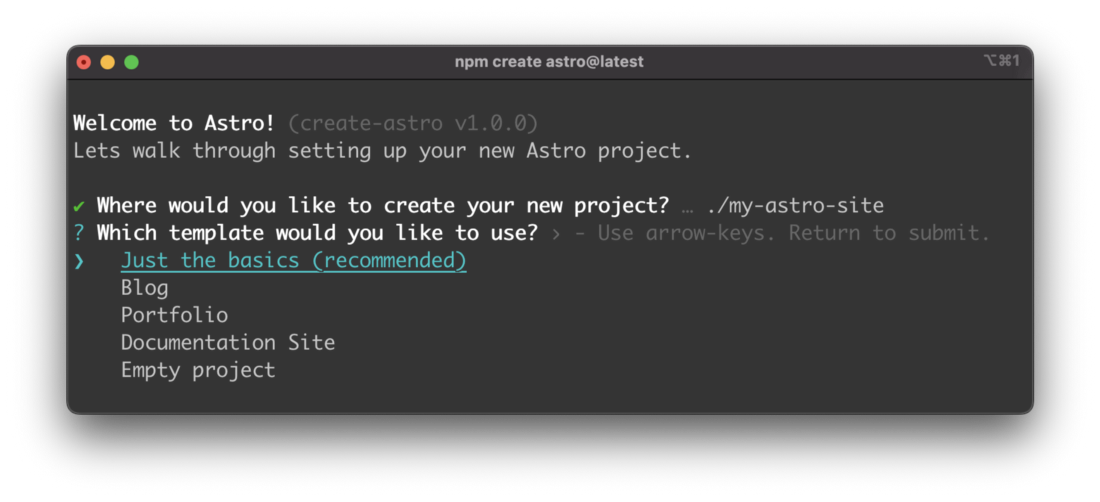 npm create astro@latest ⌥⌘1
Welcome to Astro! (create-astro v1.0.0)
Lets walk through setting up your new Astro project.
✔ Where would you like to create your new project? … ./my-astro-site
? Which template would you like to use? › - Use arrow-keys. Return to submit.
❯ Just the basics (recommended)
Blog
Portfolio
Documentation Site
Empty project